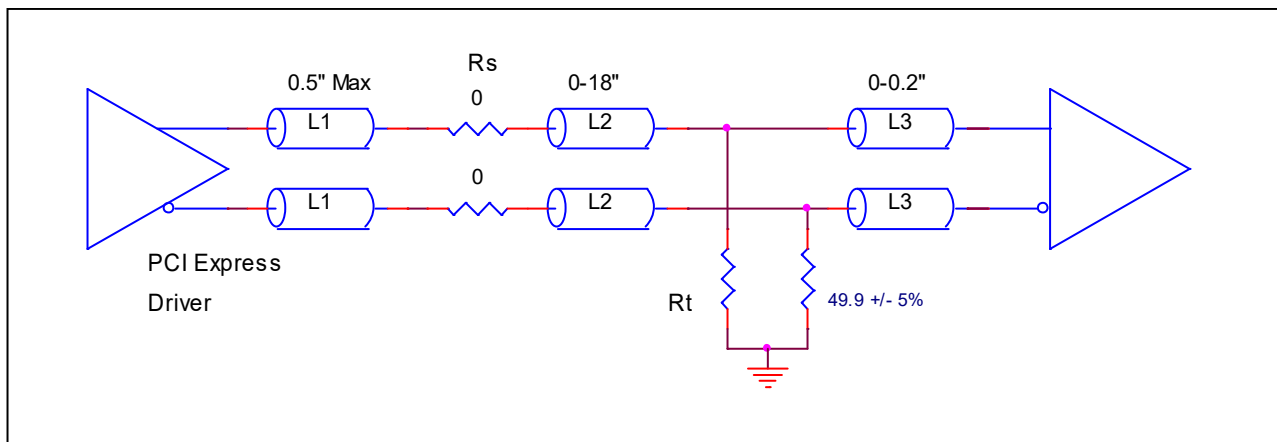 Rs
0.5" Max
0
0-18"
0-0.2"
L1
L2
L3
0
L1
L2
L3
PCI Express
Driver
Rt
49.9 +/- 5%